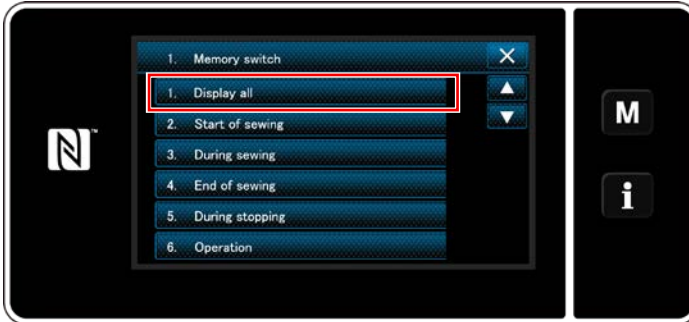 1. Memory switch
1. Display all
2. Start of sewing
3. During sewing
4. End of sewing
5. During stopping
6. Operation
M
i